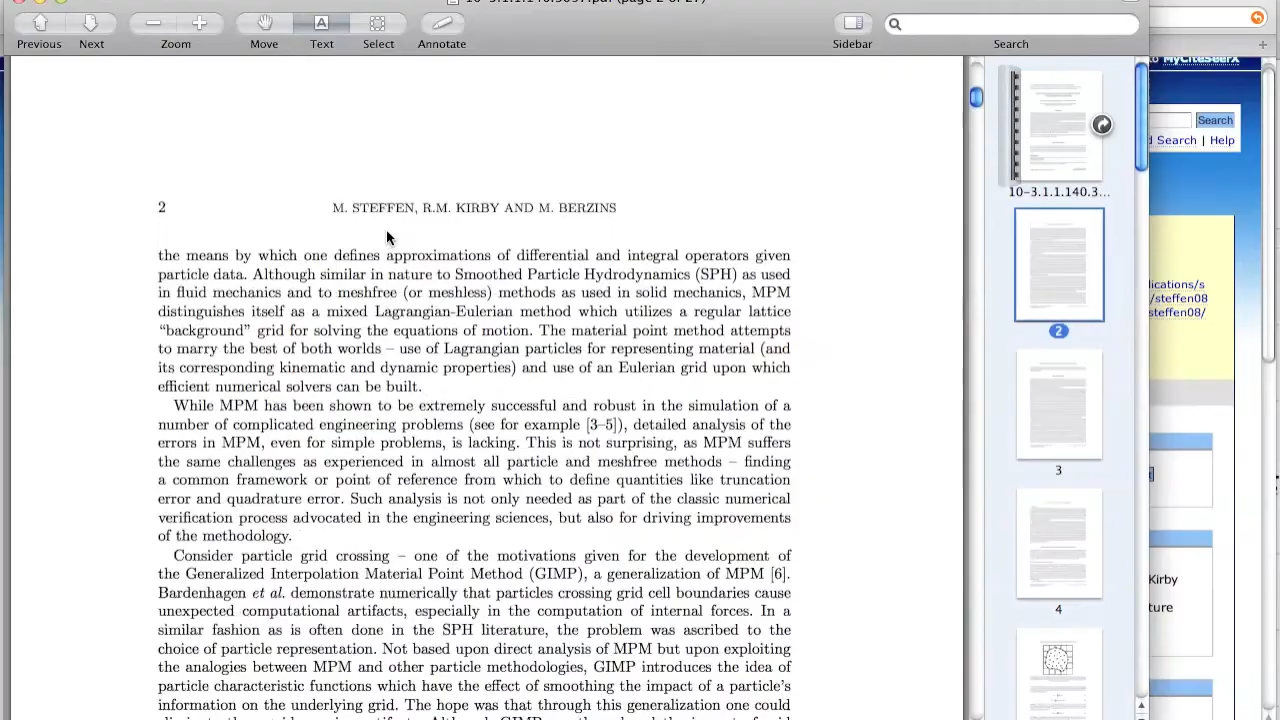 Previous
Next
Zoom
Move
Text
Select
Annotate
Sidebar
Search
MyCiteSeerX
Search
Search | Help
2
M. STEFFEN, R.M. KIRBY AND M. BERZINS
the means by which one defines approximations of differential and integral operators given
particle data. Although similar in nature to Smoothed Particle Hydrodynamics (SPH) as used
in fluid mechanics and to meshfree (or meshless) methods as used in solid mechanics, MPM
distinguishes itself as a mixed Lagrangian-Eulerian method which utilizes a regular lattice
“background” grid for solving the equations of motion. The material point method attempts
to marry the best of both worlds – use of Lagrangian particles for representing material (and
its corresponding kinematic and dynamic properties) and use of an Eulerian grid upon which
efficient numerical solvers can be built.
While MPM has been shown to be extremely successful and robust in the simulation of a
number of complicated engineering problems (see for example [3–5]), detailed analysis of the
errors in MPM, even for simple problems, is lacking. This is not surprising, as MPM suffers
the same challenges as experienced in almost all particle and meshfree methods – finding
a common framework or point of reference from which to define quantities like truncation
error and quadrature error. Such analysis is not only needed as part of the classic numerical
verification process advocated in the engineering sciences, but also for driving improvements
of the methodology.
Consider particle grid crossing – one of the motivations given for the development of
the Generalized Interpolation Material Point Method (GIMP), a generalization of MPM [6].
Bardenhagen et al. demonstrate numerically that particles crossing grid cell boundaries cause
unexpected computational artifacts, especially in the computation of internal forces. In a
similar fashion as is often done in the SPH literature, the problem was ascribed to the
choice of particle representation. Not based upon direct analysis of MPM but upon exploiting
the analogies between MPM and other particle methodologies, GIMP introduces the idea of
particle characteristic functions which have the effect of smoothing the impact of a particle's
information on the underlying grid. The hope was that through this generalization one could
10-3.1.1.140.3...
2
3
4
lications/s
/steffen08
steffen08/
Kirby
ture